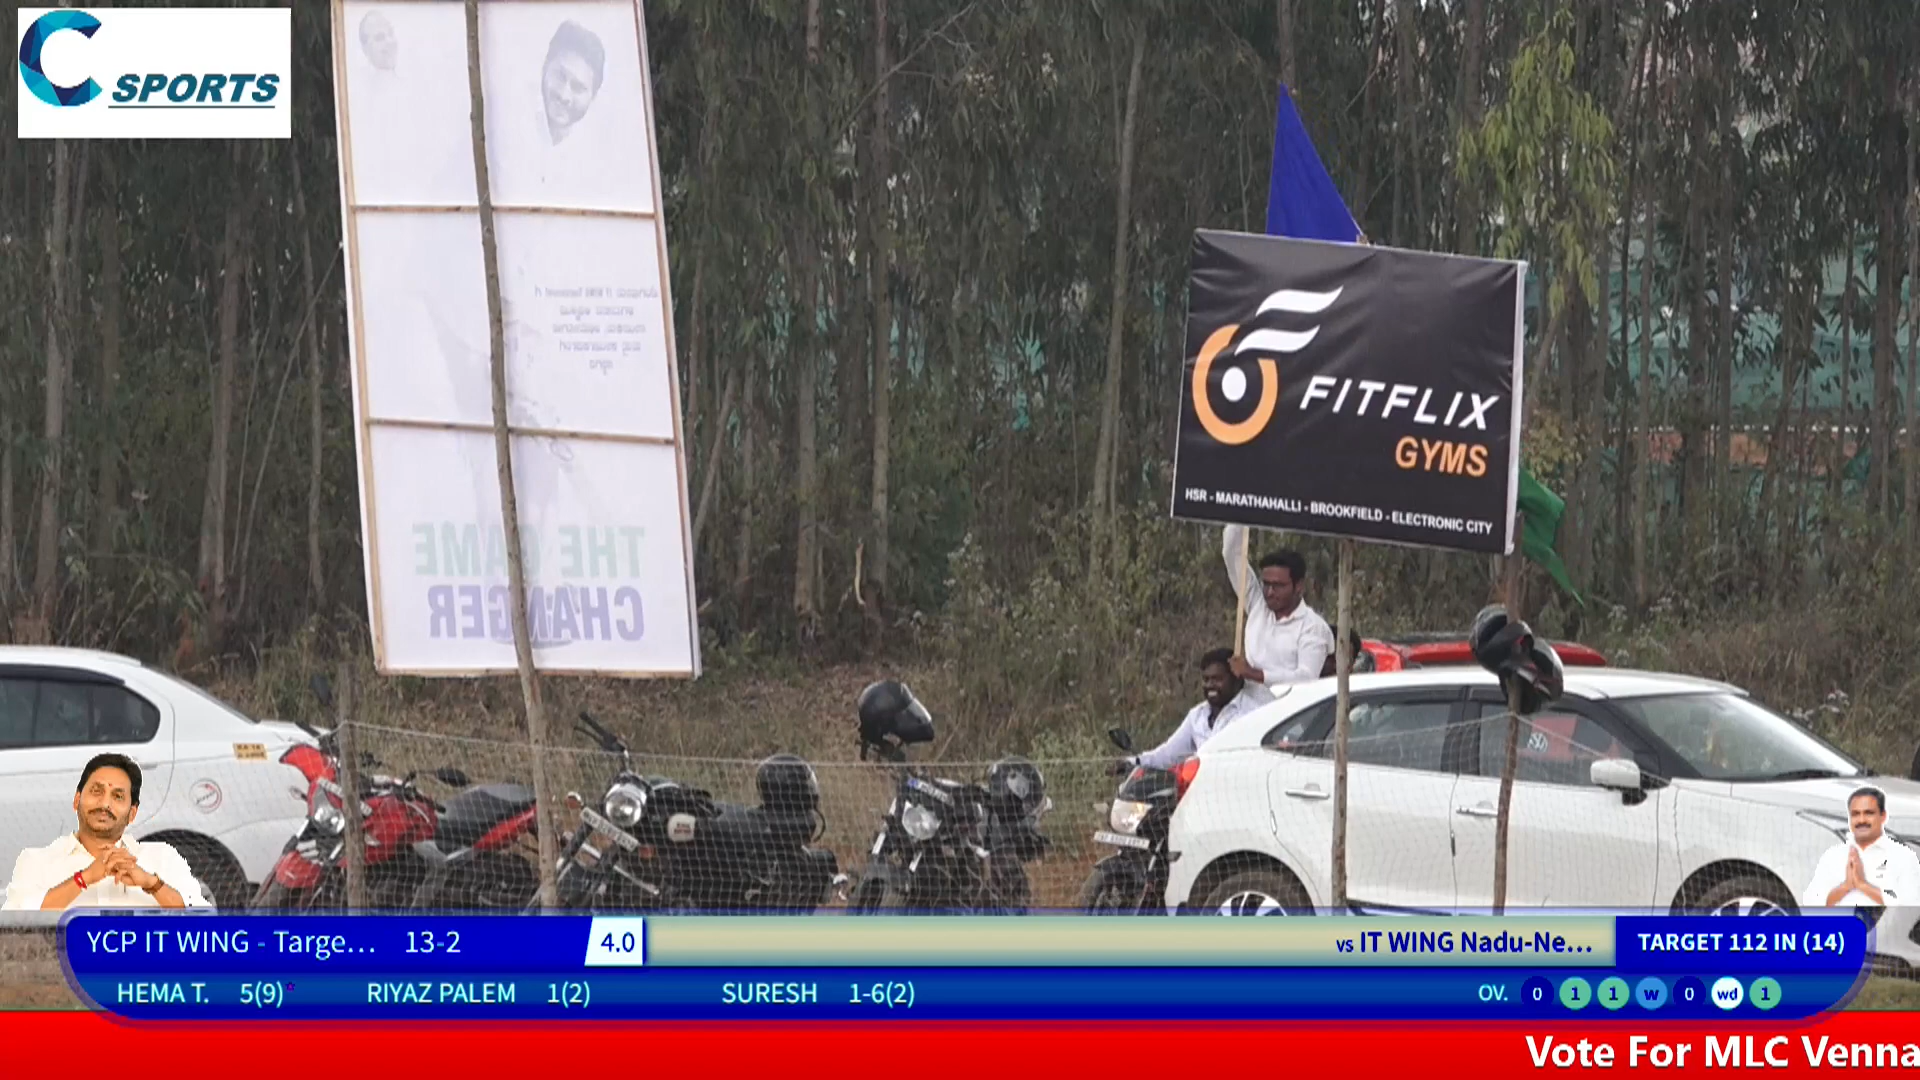 C
SPORTS
THE GAME
CHANGER
FITFLIX
GYMS
HSR - MARATHAHALLI - BROOKFIELD - ELECTRONIC CITY
YCP IT WING - Targe... 13-2 4.0 vs IT WING Nadu-Ne... TARGET 112 IN (14)
HEMA T. 5(9)* RIYAZ PALEM 1(2) SURESH 1-6(2) OV. 0 1 1 w 0 wd 1
Vote For MLC Venna